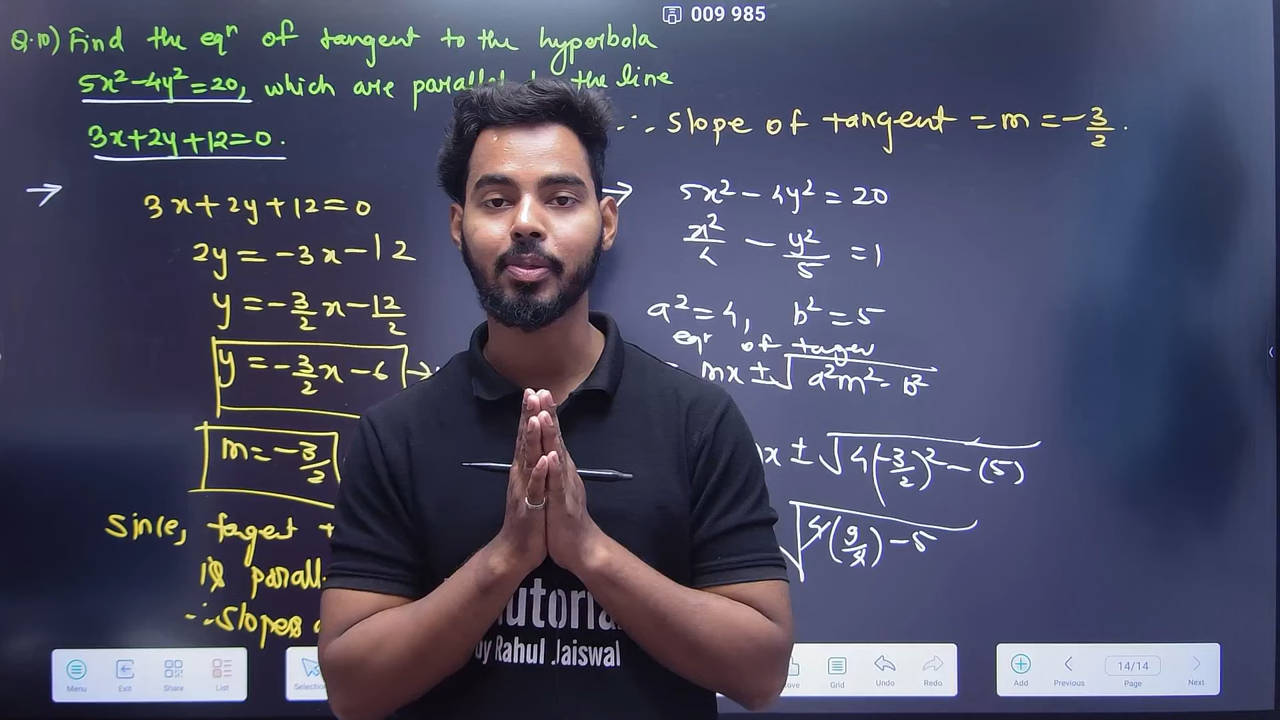 009 985
Q.10) Find the eqn of tangent to the hyperbola
5x² - 4y² = 20, which are parallel to the line
3x + 2y + 12 = 0.
∴ slope of tangent = m = -3/2.
3x + 2y + 12 = 0
2y = -3x - 12
y = -3/2 x - 12/2
y = -3/2 x - 6 →
m = -3/2
Since, tagent
is parall
∴ slopes
→ 5x² - 4y² = 20
x²/4 - y²/5 = 1
a² = 4, b² = 5
eqn of tagen
mx ± √a²m² - b²
x ± √4(-3/2)² - (5)
√4(9/4) - 5
utoria
by Rahul Jaiswal
Menu
Exit
Share
List
Selection
Grid
Undo
Redo
Add
Previous
14/14
Page
Next